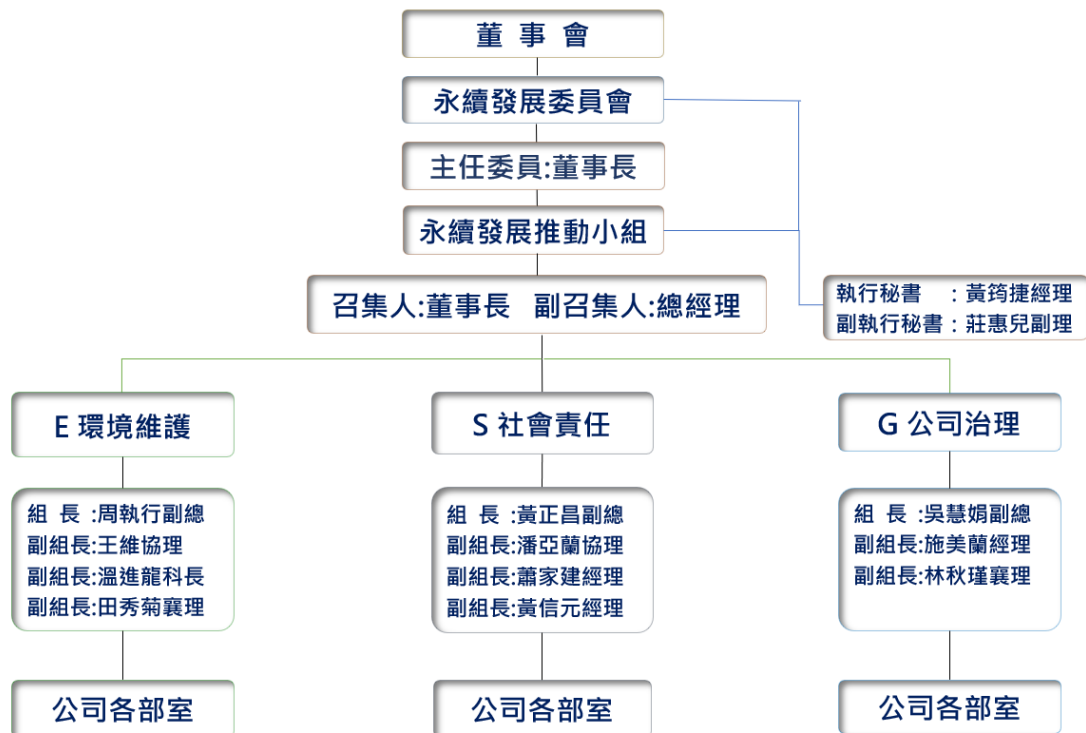 董 事 會
永續發展委員會
主任委員:董事長
永續發展推動小組
召集人:董事長 副召集人:總經理
執行秘書 :黃筠捷經理
副執行秘書:莊惠兒副理
E 環境維護
組 長 :周執行副總
副組長:王維協理
副組長:溫進龍科長
副組長:田秀菊襄理
公司各部室
S 社會責任
組 長 :黃正昌副總
副組長:潘亞蘭協理
副組長:蕭家建經理
副組長:黃信元經理
公司各部室
G 公司治理
組 長 :吳慧娟副總
副組長:施美蘭經理
副組長:林秋瑾襄理
公司各部室